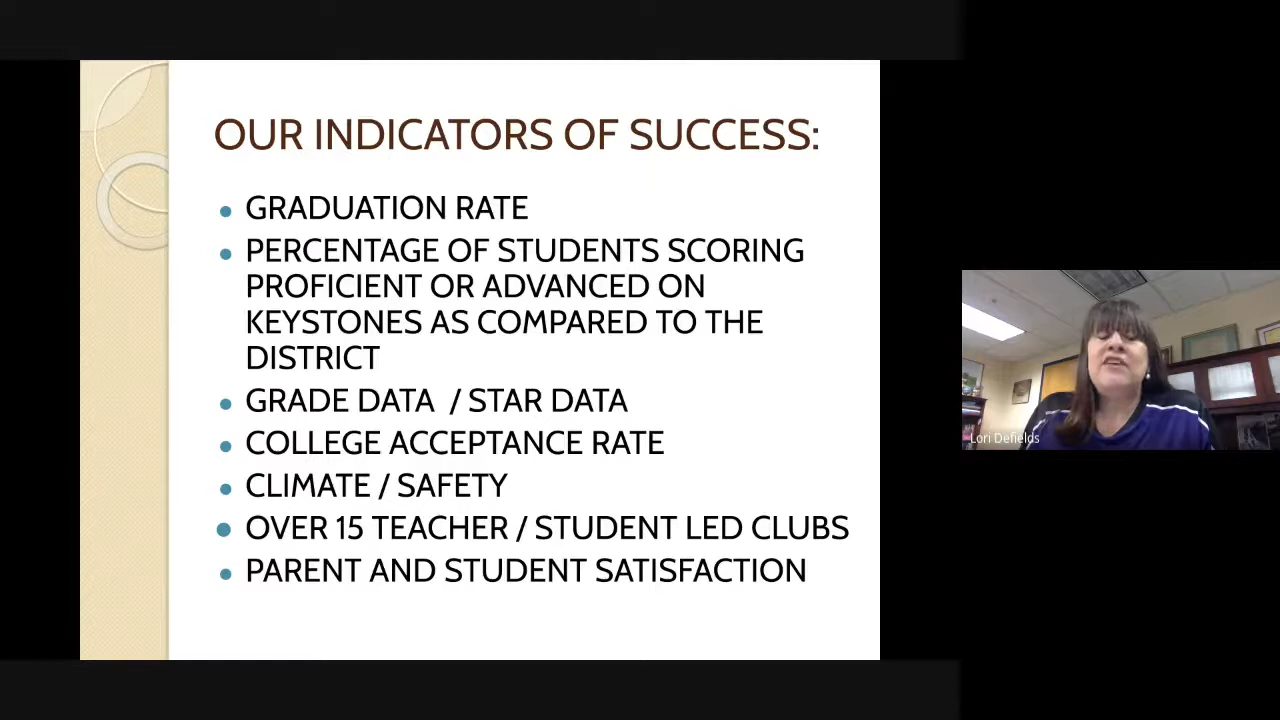 OUR INDICATORS OF SUCCESS:
GRADUATION RATE
PERCENTAGE OF STUDENTS SCORING
PROFICIENT OR ADVANCED ON
KEYSTONES AS COMPARED TO THE
DISTRICT
GRADE DATA / STAR DATA
COLLEGE ACCEPTANCE RATE
CLIMATE / SAFETY
OVER 15 TEACHER / STUDENT LED CLUBS
PARENT AND STUDENT SATISFACTION
Lori Defields